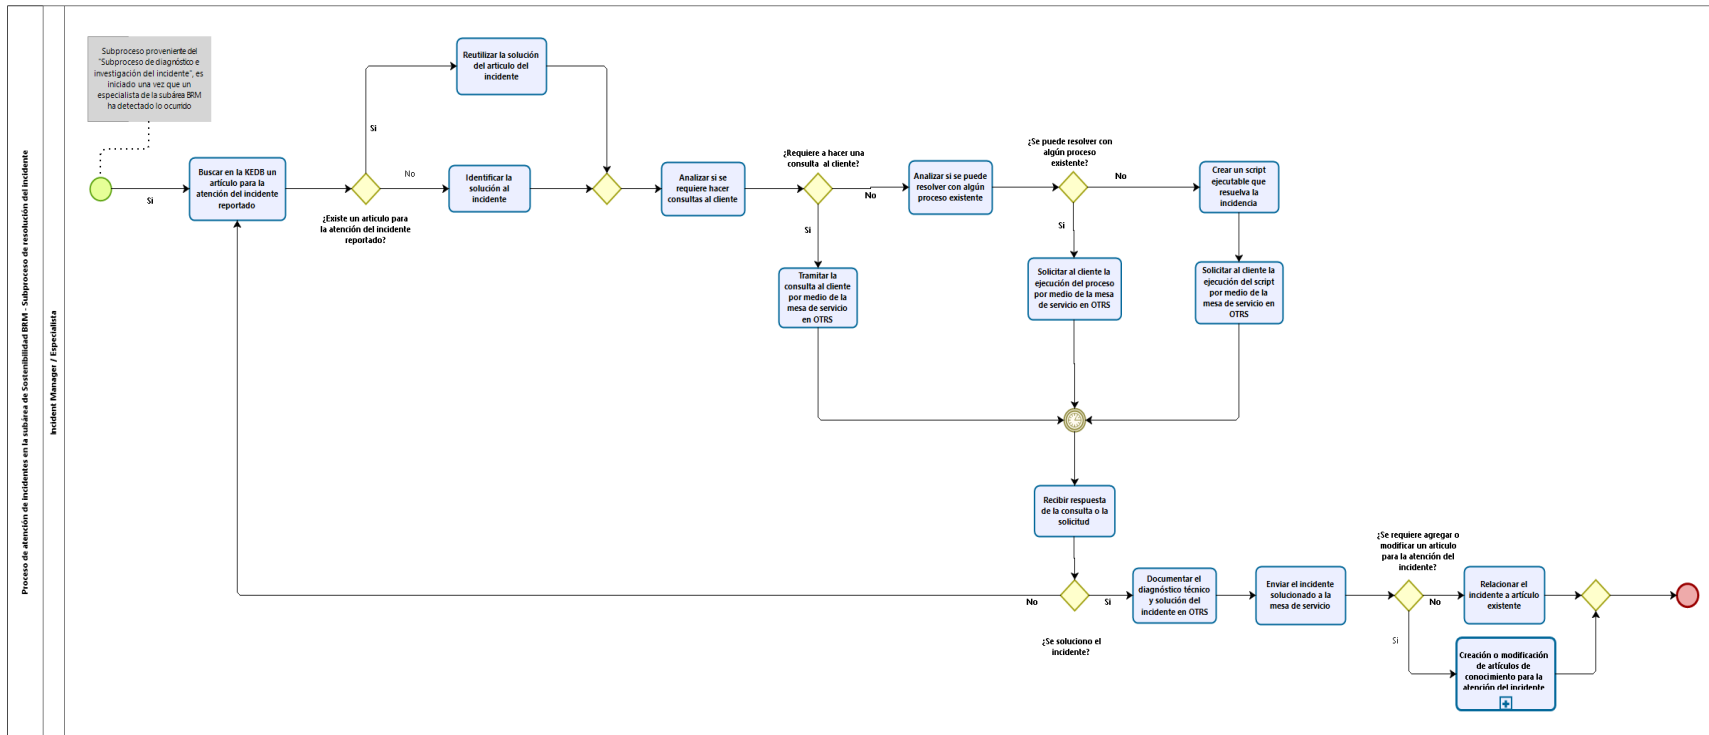 Proceso de atención de incidentes en la subárea de Sostenibilidad BRM - Subproceso de resolución del incidente
Incident Manager / Especialista
Subproceso proveniente del
"Subproceso de diagnóstico e
investigación del incidente", es
iniciado una vez que un
especialista de la subárea BRM
ha detectado lo ocurrido
Si
Buscar en la KEDB un
artículo para la
atención del incidente
reportado
¿Existe un articulo para
la atención del incidente
reportado?
Si
No
Reutilizar la solución
del articulo del
incidente
Identificar la
solución al
incidente
Analizar si se
requiere hacer
consultas al cliente
¿Requiere a hacer una
consulta al cliente?
Si
No
Tramitar la
consulta al cliente
por medio de la
mesa de servicio
en OTRS
Analizar si se puede
resolver con algún
proceso existente
¿Se puede resolver con
algún proceso
existente?
Si
No
Solicitar al cliente la
ejecución del proceso
por medio de la mesa
de servicio en OTRS
Crear un script
ejecutable que
resuelva la
incidencia
Solicitar al cliente la
ejecución del script
por medio de la
mesa de servicio en
OTRS
Recibir respuesta
de la consulta o la
solicitud
¿Se soluciono el
incidente?
No
Si
Documentar el
diagnóstico técnico
y solución del
incidente en OTRS
Enviar el incidente
solucionado a la
mesa de servicio
¿Se requiere agregar o
modificar un articulo
para la atención del
incidente?
No
Si
Relacionar el
incidente a artículo
existente
Creación o modificación
de artículos de
conocimiento para la
atención del incidente